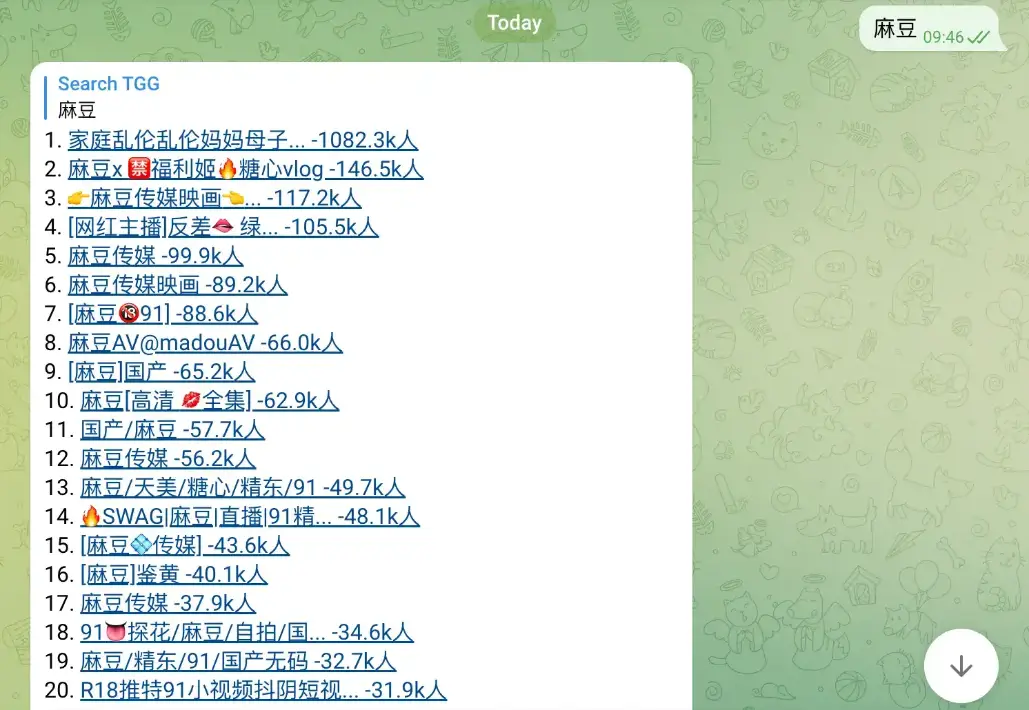 Today
麻豆 09:46
Search TGG
麻豆
1. 家庭乱伦乱伦妈妈母子... -1082.3k人
2. 麻豆x 🈲福利姬🔥糖心vlog -146.5k人
3. 👉麻豆传媒映画👈... -117.2k人
4. [网红主播]反差👄 绿... -105.5k人
5. 麻豆传媒 -99.9k人
6. 麻豆传媒映画 -89.2k人
7. [麻豆🔞91] -88.6k人
8. 麻豆AV@madouAV -66.0k人
9. [麻豆]国产 -65.2k人
10. 麻豆[高清 💋全集] -62.9k人
11. 国产/麻豆 -57.7k人
12. 麻豆传媒 -56.2k人
13. 麻豆/天美/糖心/精东/91 -49.7k人
14. 🔥SWAG|麻豆|直播|91精... -48.1k人
15. [麻豆💠传媒] -43.6k人
16. [麻豆]鉴黄 -40.1k人
17. 麻豆传媒 -37.9k人
18. 91👅探花/麻豆/自拍/国... -34.6k人
19. 麻豆/精东/91/国产无码 -32.7k人
20. R18推特91小视频抖阴短视... -31.9k人